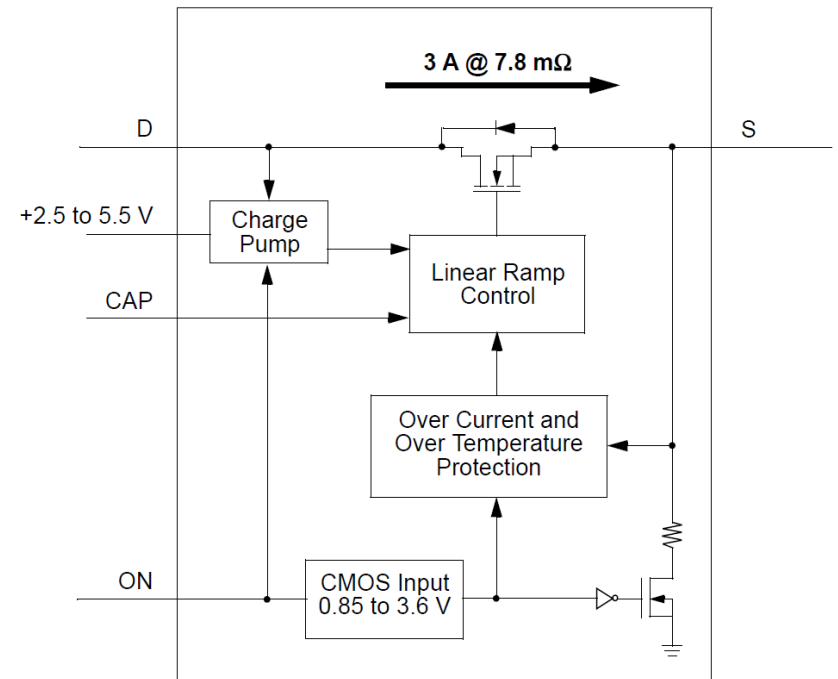 3 A @ 7.8 mΩ
D
S
+2.5 to 5.5 V
Charge
Pump
Linear Ramp
Control
CAP
Over Current and
Over Temperature
Protection
ON
CMOS Input
0.85 to 3.6 V